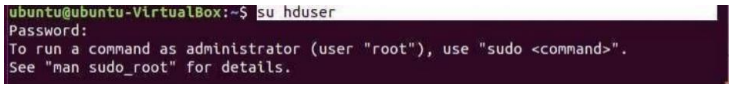 ubuntu@ubuntu-VirtualBox:~$ su hduser
Password:
To run a command as administrator (user "root"), use "sudo <command>".
See "man sudo_root" for details.